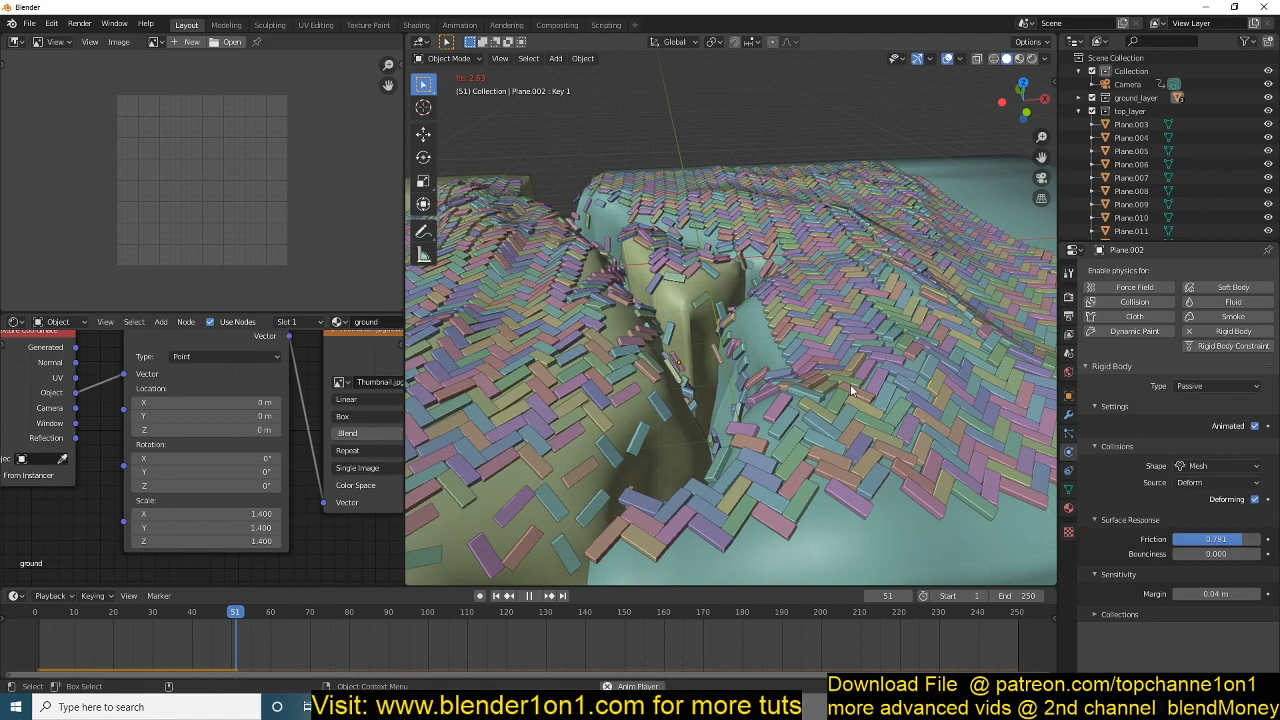 Blender
File Edit Render Window Help Layout Modeling Sculpting UV Editing Texture Paint Shading Animation Rendering Compositing Scripting + Scene View Layer
View View Image + New Open Global Options
Object Mode View Select Add Object
fps: 2.63
(51) Collection | Plane.002 : Key 1
Scene Collection
Collection
Camera
ground_layer
top_layer
Plane.003
Plane.004
Plane.005
Plane.006
Plane.007
Plane.008
Plane.009
Plane.010
Plane.011
Plane.002
Enable physics for:
Force Field Soft Body
Collision Fluid
Cloth Smoke
Dynamic Paint Rigid Body
Rigid Body Constraint
Rigid Body
Type Passive
Settings
Animated
Collisions
Shape Mesh
Source Deform
Deforming
Surface Response
Friction 0.791
Bounciness 0.000
Sensitivity
Margin 0.04 m
Collections
Object View Select Add Node Use Nodes Slot 1 ground
Generated
Normal
UV
Object
Camera
Window
Reflection
From Instancer
Vector
Type: Point
Vector
Location:
X 0 m
Y 0 m
Z 0 m
Rotation:
X 0°
Y 0°
Z 0°
Scale:
X 1.400
Y 1.400
Z 1.400
Thumbnail.jpg
Linear
Box
Blend
Repeat
Single Image
Color Space
Vector
ground
Playback Keying View Marker 51 Start 1 End 250
0 10 20 30 40 51 60 70 80 90 100 110 120 130 140 150 160 170 180 190 200 210 220 230 240 250
Select Box Select Object Context Menu Anim Player
Type here to search
Visit: www.blender1on1.com for more tuts
Download File @ patreon.com/topchanne1on1
more advanced vids @ 2nd channel blendMoney